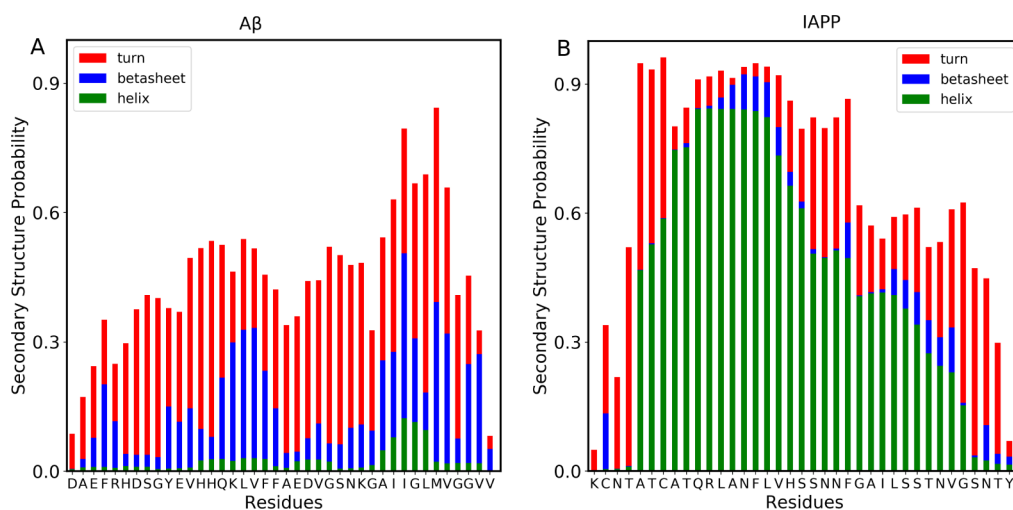 Aβ
IAPP
A
turn
betasheet
helix
B
turn
betasheet
helix
Secondary Structure Probability
0.9
0.6
0.3
0.0
DAEFRHDSGYEVHHQKLVFFAEDVGSNKGAIIGLMVGGVV
Residues
Secondary Structure Probability
0.9
0.6
0.3
0.0
KCNTATCATQRLANFLVHSSNNFGAILSSTNVGSNTY
Residues